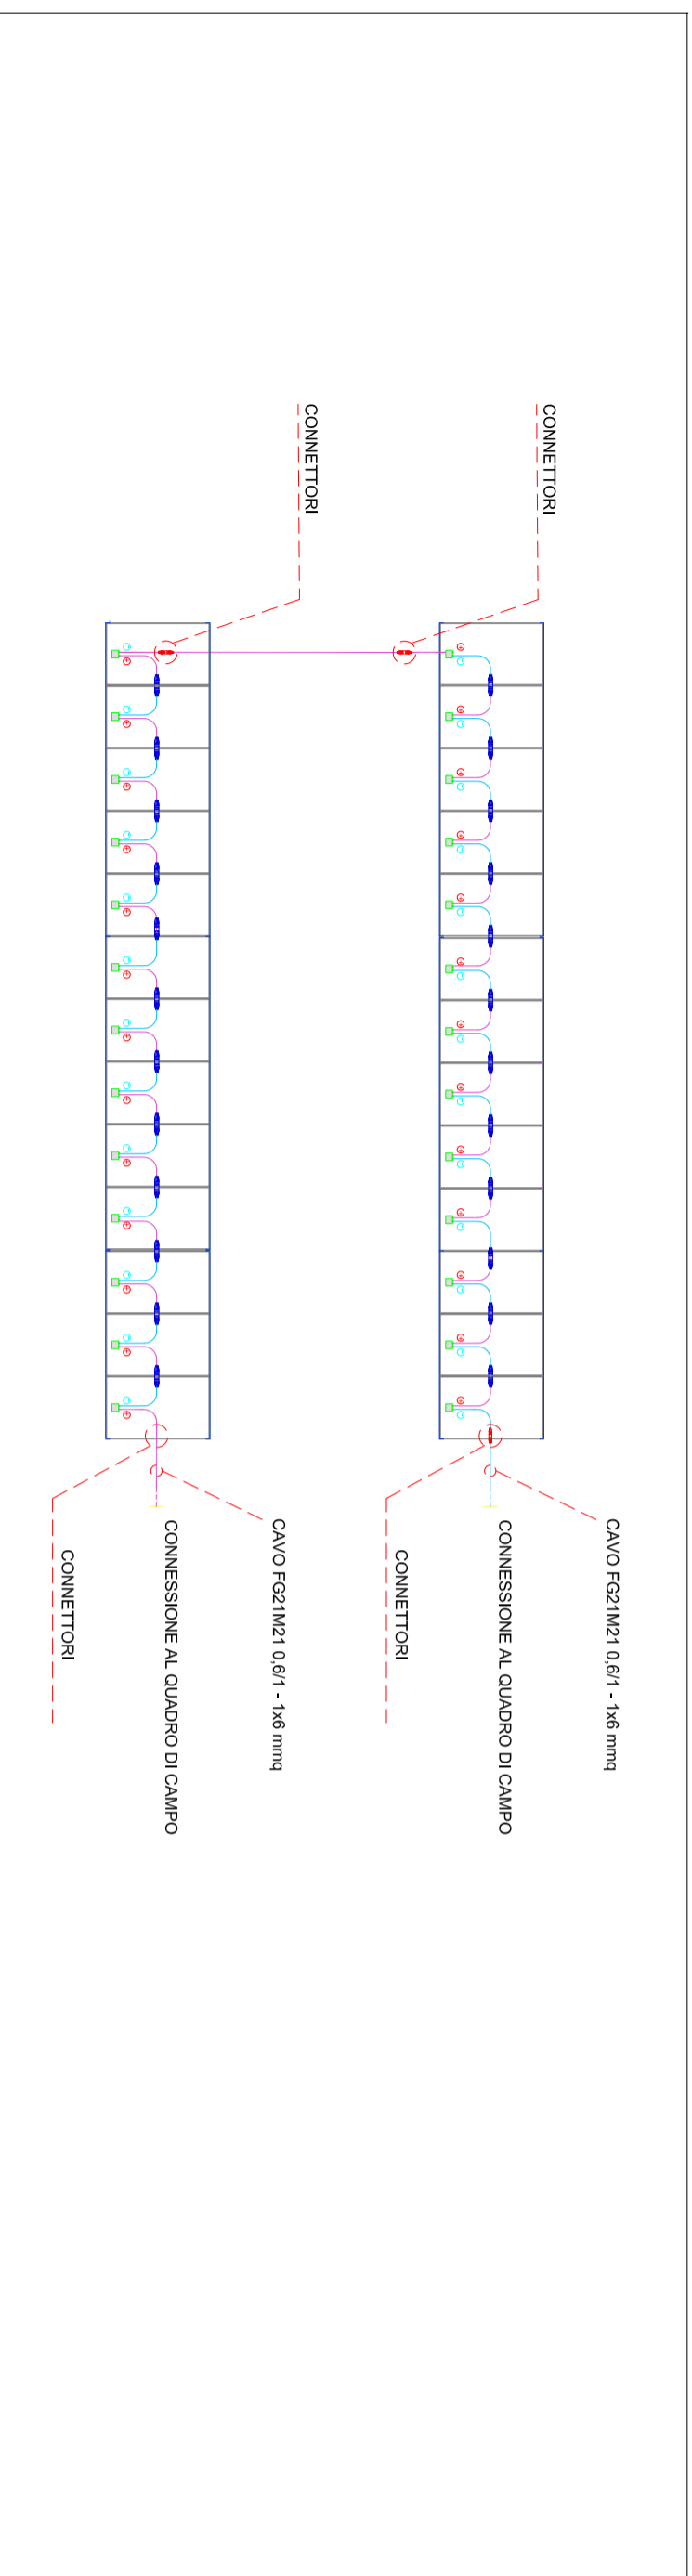 CONNETTORI
CAVO FG21M21 0,6/1 - 1x6 mmq
CONNESSIONE AL QUADRO DI CAMPO
CONNETTORI
CONNETTORI
CAVO FG21M21 0,6/1 - 1x6 mmq
CONNESSIONE AL QUADRO DI CAMPO
CONNETTORI